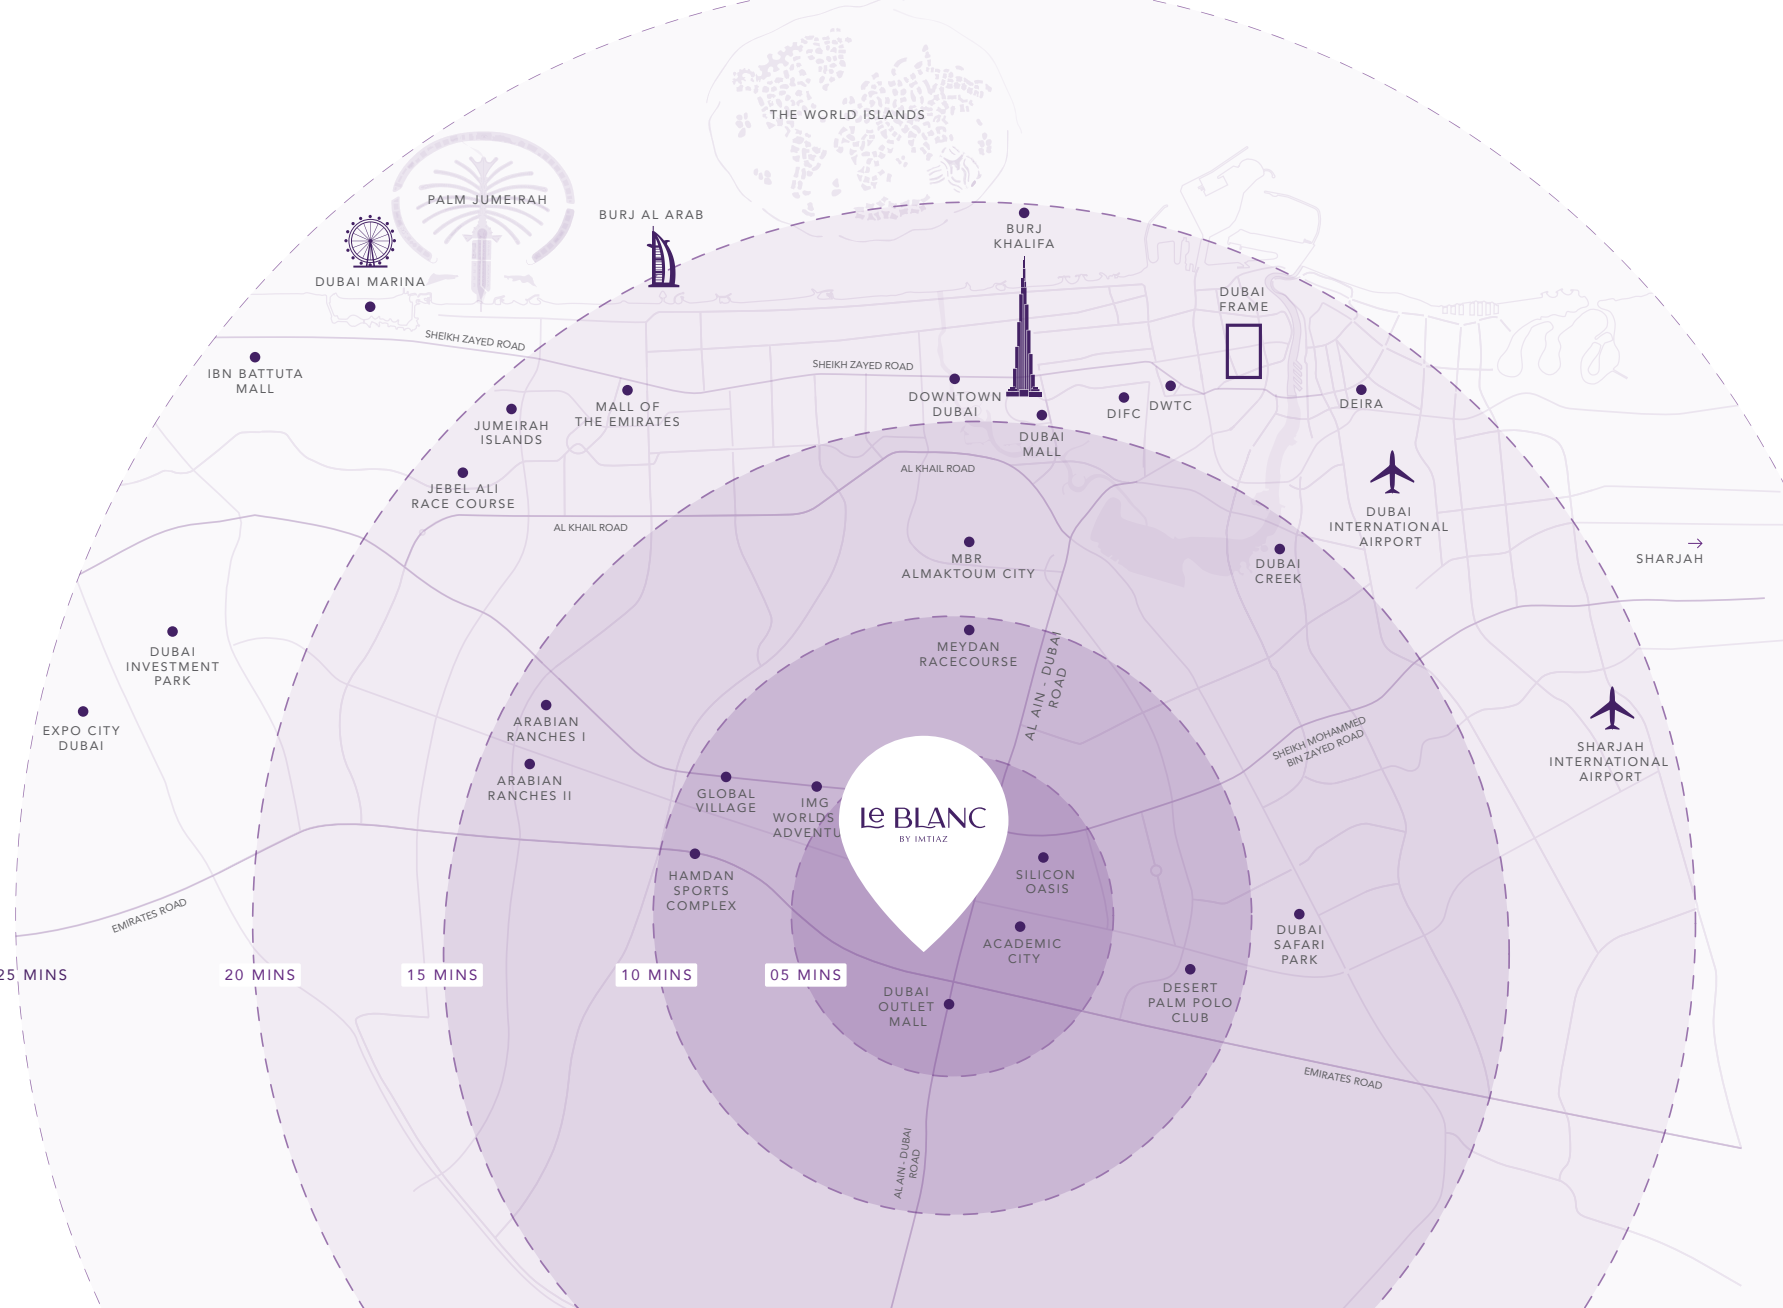 THE WORLD ISLANDS
PALM JUMEIRAH
BURJ AL ARAB
BURJ
KHALIFA
DUBAI MARINA
DUBAI
FRAME
SHEIKH ZAYED ROAD
SHEIKH ZAYED ROAD
IBN BATTUTA
MALL
JUMEIRAH
ISLANDS
MALL OF
THE EMIRATES
DOWNTOWN
DUBAI
DUBAI
MALL
DIFC
DWTC
DEIRA
AL KHAIL ROAD
JEBEL ALI
RACE COURSE
AL KHAIL ROAD
DUBAI
INTERNATIONAL
AIRPORT
MBR
ALMAKTOUM CITY
DUBAI
CREEK
→
SHARJAH
DUBAI
INVESTMENT
PARK
MEYDAN
RACECOURSE
AL AIN - DUBAI
ROAD
EXPO CITY
DUBAI
ARABIAN
RANCHES I
SHEIKH MOHAMMED
BIN ZAYED ROAD
SHARJAH
INTERNATIONAL
AIRPORT
ARABIAN
RANCHES II
GLOBAL
VILLAGE
IMG
WORLDS
ADVENTU
Le BLANC
BY IMTIAZ
HAMDAN
SPORTS
COMPLEX
SILICON
OASIS
EMIRATES ROAD
ACADEMIC
CITY
DUBAI
SAFARI
PARK
25 MINS
20 MINS
15 MINS
10 MINS
05 MINS
DUBAI
OUTLET
MALL
DESERT
PALM POLO
CLUB
EMIRATES ROAD
AL AIN - DUBAI
ROAD